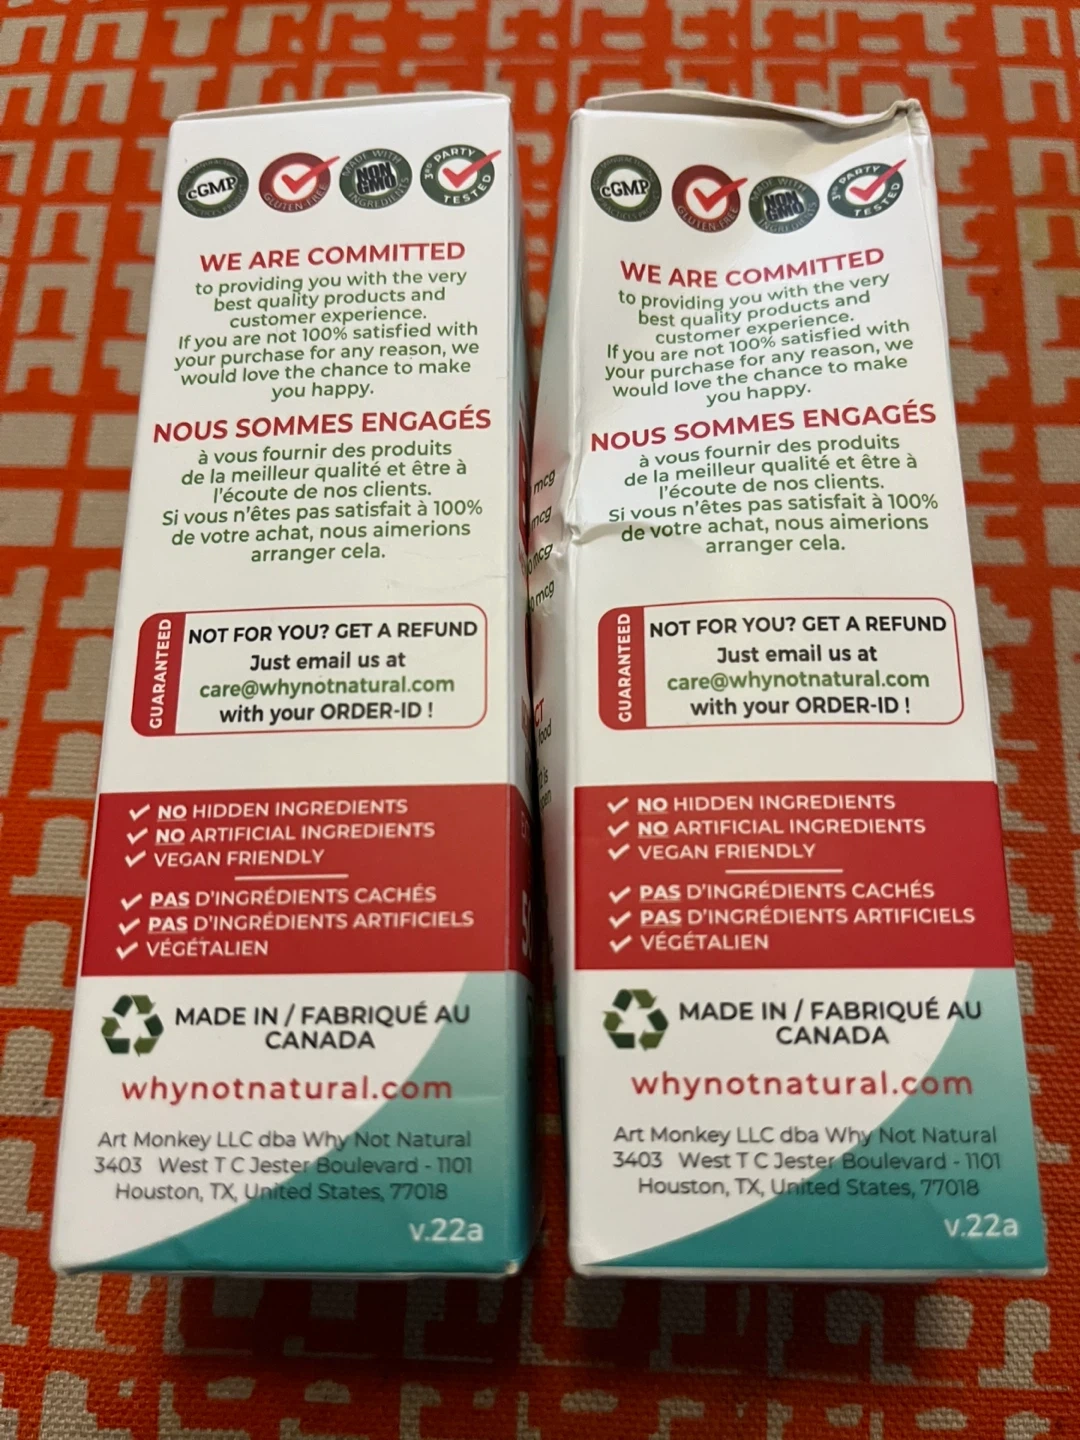 cGMP
GLUTEN-FREE
MADE WITH
NON
GMO
INGREDIENTS
3RD PARTY
TESTED
WE ARE COMMITTED
to providing you with the very
best quality products and
customer experience.
If you are not 100% satisfied with
your purchase for any reason, we
would love the chance to make
you happy.
NOUS SOMMES ENGAGÉS
à vous fournir des produits
de la meilleur qualité et être à
l'écoute de nos clients.
Si vous n'êtes pas satisfait à 100%
de votre achat, nous aimerions
arranger cela.
GUARANTEED
NOT FOR YOU? GET A REFUND
Just email us at
care@whynotnatural.com
with your ORDER-ID !
NO HIDDEN INGREDIENTS
NO ARTIFICIAL INGREDIENTS
VEGAN FRIENDLY
PAS D'INGRÉDIENTS CACHÉS
PAS D'INGRÉDIENTS ARTIFICIELS
VÉGÉTALIEN
MADE IN / FABRIQUÉ AU
CANADA
whynotnatural.com
Art Monkey LLC dba Why Not Natural
3403 West T C Jester Boulevard - 1101
Houston, TX, United States, 77018
v.22a
mcg
mcg
mcg
mcg
cGMP
GLUTEN-FREE
MADE WITH
NON
GMO
INGREDIENTS
3RD PARTY
TESTED
WE ARE COMMITTED
to providing you with the very
best quality products and
customer experience.
If you are not 100% satisfied with
your purchase for any reason, we
would love the chance to make
you happy.
NOUS SOMMES ENGAGÉS
à vous fournir des produits
de la meilleur qualité et être à
l'écoute de nos clients.
Si vous n'êtes pas satisfait à 100%
de votre achat, nous aimerions
arranger cela.
GUARANTEED
NOT FOR YOU? GET A REFUND
Just email us at
care@whynotnatural.com
with your ORDER-ID !
NO HIDDEN INGREDIENTS
NO ARTIFICIAL INGREDIENTS
VEGAN FRIENDLY
PAS D'INGRÉDIENTS CACHÉS
PAS D'INGRÉDIENTS ARTIFICIELS
VÉGÉTALIEN
MADE IN / FABRIQUÉ AU
CANADA
whynotnatural.com
Art Monkey LLC dba Why Not Natural
3403 West T C Jester Boulevard - 1101
Houston, TX, United States, 77018
v.22a